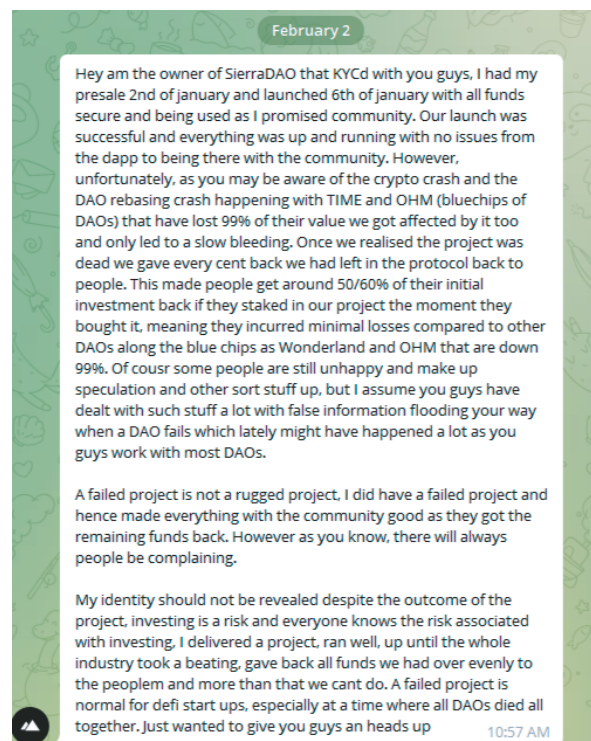 February 2
Hey am the owner of SierraDAO that KYCd with you guys, I had my
presale 2nd of january and launched 6th of january with all funds
secure and being used as I promised community. Our launch was
successful and everything was up and running with no issues from
the dapp to being there with the community. However,
unfortunately, as you may be aware of the crypto crash and the
DAO rebasing crash happening with TIME and OHM (bluechips of
DAOs) that have lost 99% of their value we got affected by it too
and only led to a slow bleeding. Once we realised the project was
dead we gave every cent back we had left in the protocol back to
people. This made people get around 50/60% of their initial
investment back if they staked in our project the moment they
bought it, meaning they incurred minimal losses compared to other
DAOs along the blue chips as Wonderland and OHM that are down
99%. Of cousr some people are still unhappy and make up
speculation and other sort stuff up, but I assume you guys have
dealt with such stuff a lot with false information flooding your way
when a DAO fails which lately might have happened a lot as you
guys work with most DAOs.
A failed project is not a rugged project, I did have a failed project and
hence made everything with the community good as they got the
remaining funds back. However as you know, there will always
people be complaining.
My identity should not be revealed despite the outcome of the
project, investing is a risk and everyone knows the risk associated
with investing, I delivered a project, ran well, up until the whole
industry took a beating, gave back all funds we had over evenly to
the peoplem and more than that we cant do. A failed project is
normal for defi start ups, especially at a time where all DAOs died all
together. Just wanted to give you guys an heads up
10:57 AM